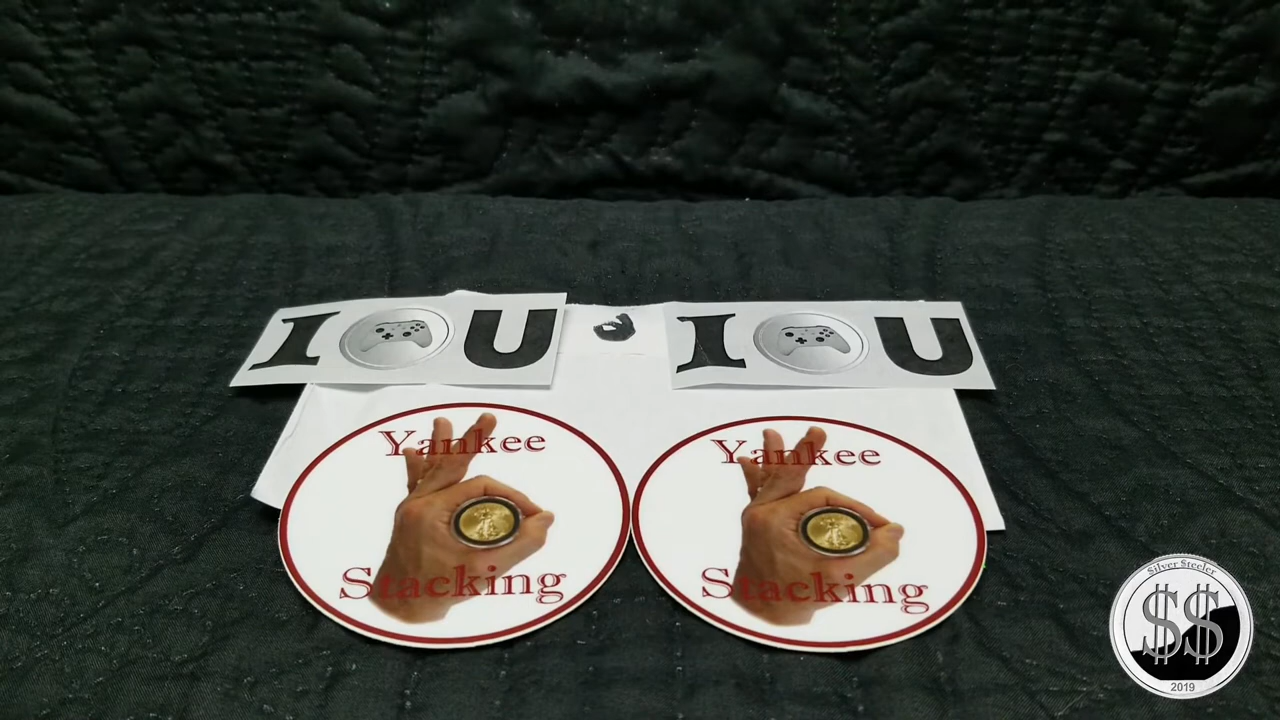 I U I U
Yankee
Stacking
Yankee
Stacking
Silver Steeler
$$
2019